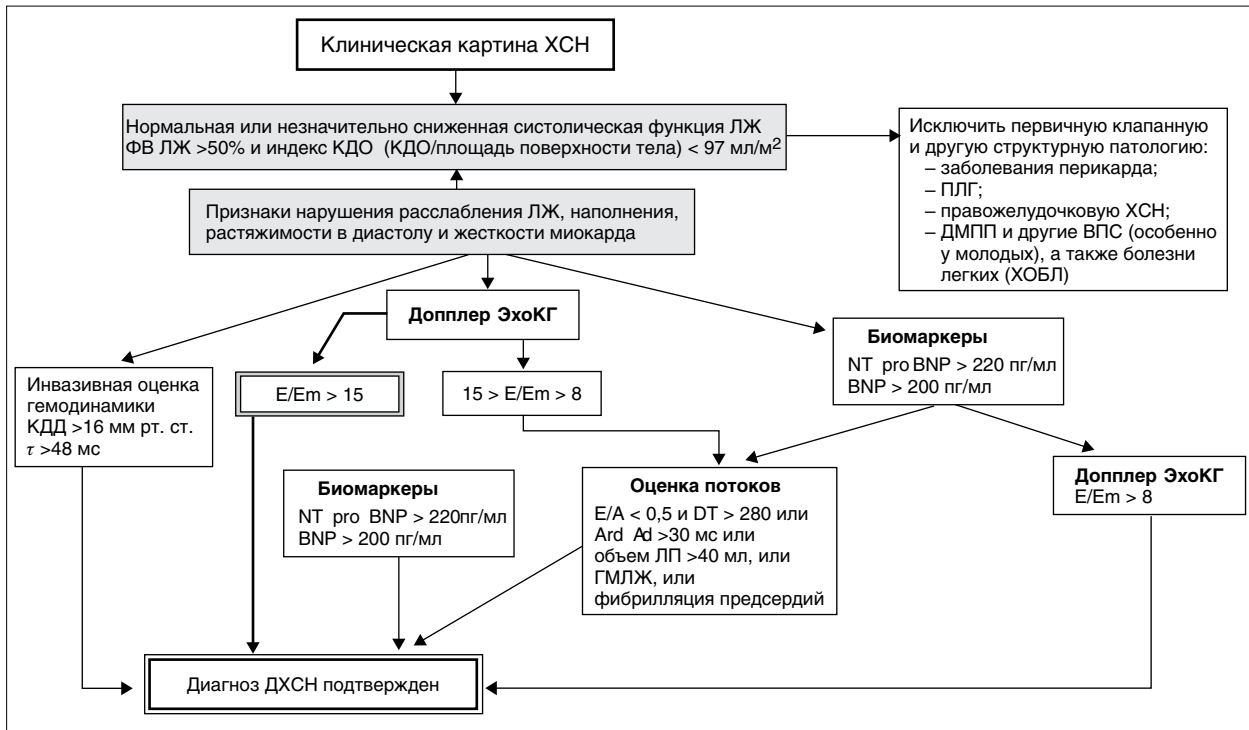 Клиническая картина ХСН
Нормальная или незначительно сниженная систолическая функция ЛЖ
ФВ ЛЖ >50% и индекс КДО (КДО/площадь поверхности тела) < 97 мл/м²
Исключить первичную клапанную
и другую структурную патологию:
– заболевания перикарда;
– ПЛГ;
– правожелудочковую ХСН;
– ДМПП и другие ВПС (особенно
у молодых), а также болезни
легких (ХОБЛ)
Признаки нарушения расслабления ЛЖ, наполнения,
растяжимости в диастолу и жесткости миокарда
Допплер ЭхоКГ
Биомаркеры
NT pro BNP > 220 пг/мл
BNP > 200 пг/мл
Инвазивная оценка
гемодинамики
КДД >16 мм рт. ст.
τ >48 мс
E/Em > 15
15 > E/Em > 8
Биомаркеры
NT pro BNP > 220пг/мл
BNP > 200 пг/мл
Оценка потоков
E/A < 0,5 и DT > 280 или
Ard Ad >30 мс или
объем ЛП >40 мл, или
ГМЛЖ, или
фибрилляция предсердий
Допплер ЭхоКГ
E/Em > 8
Диагноз ДХСН подтвержден